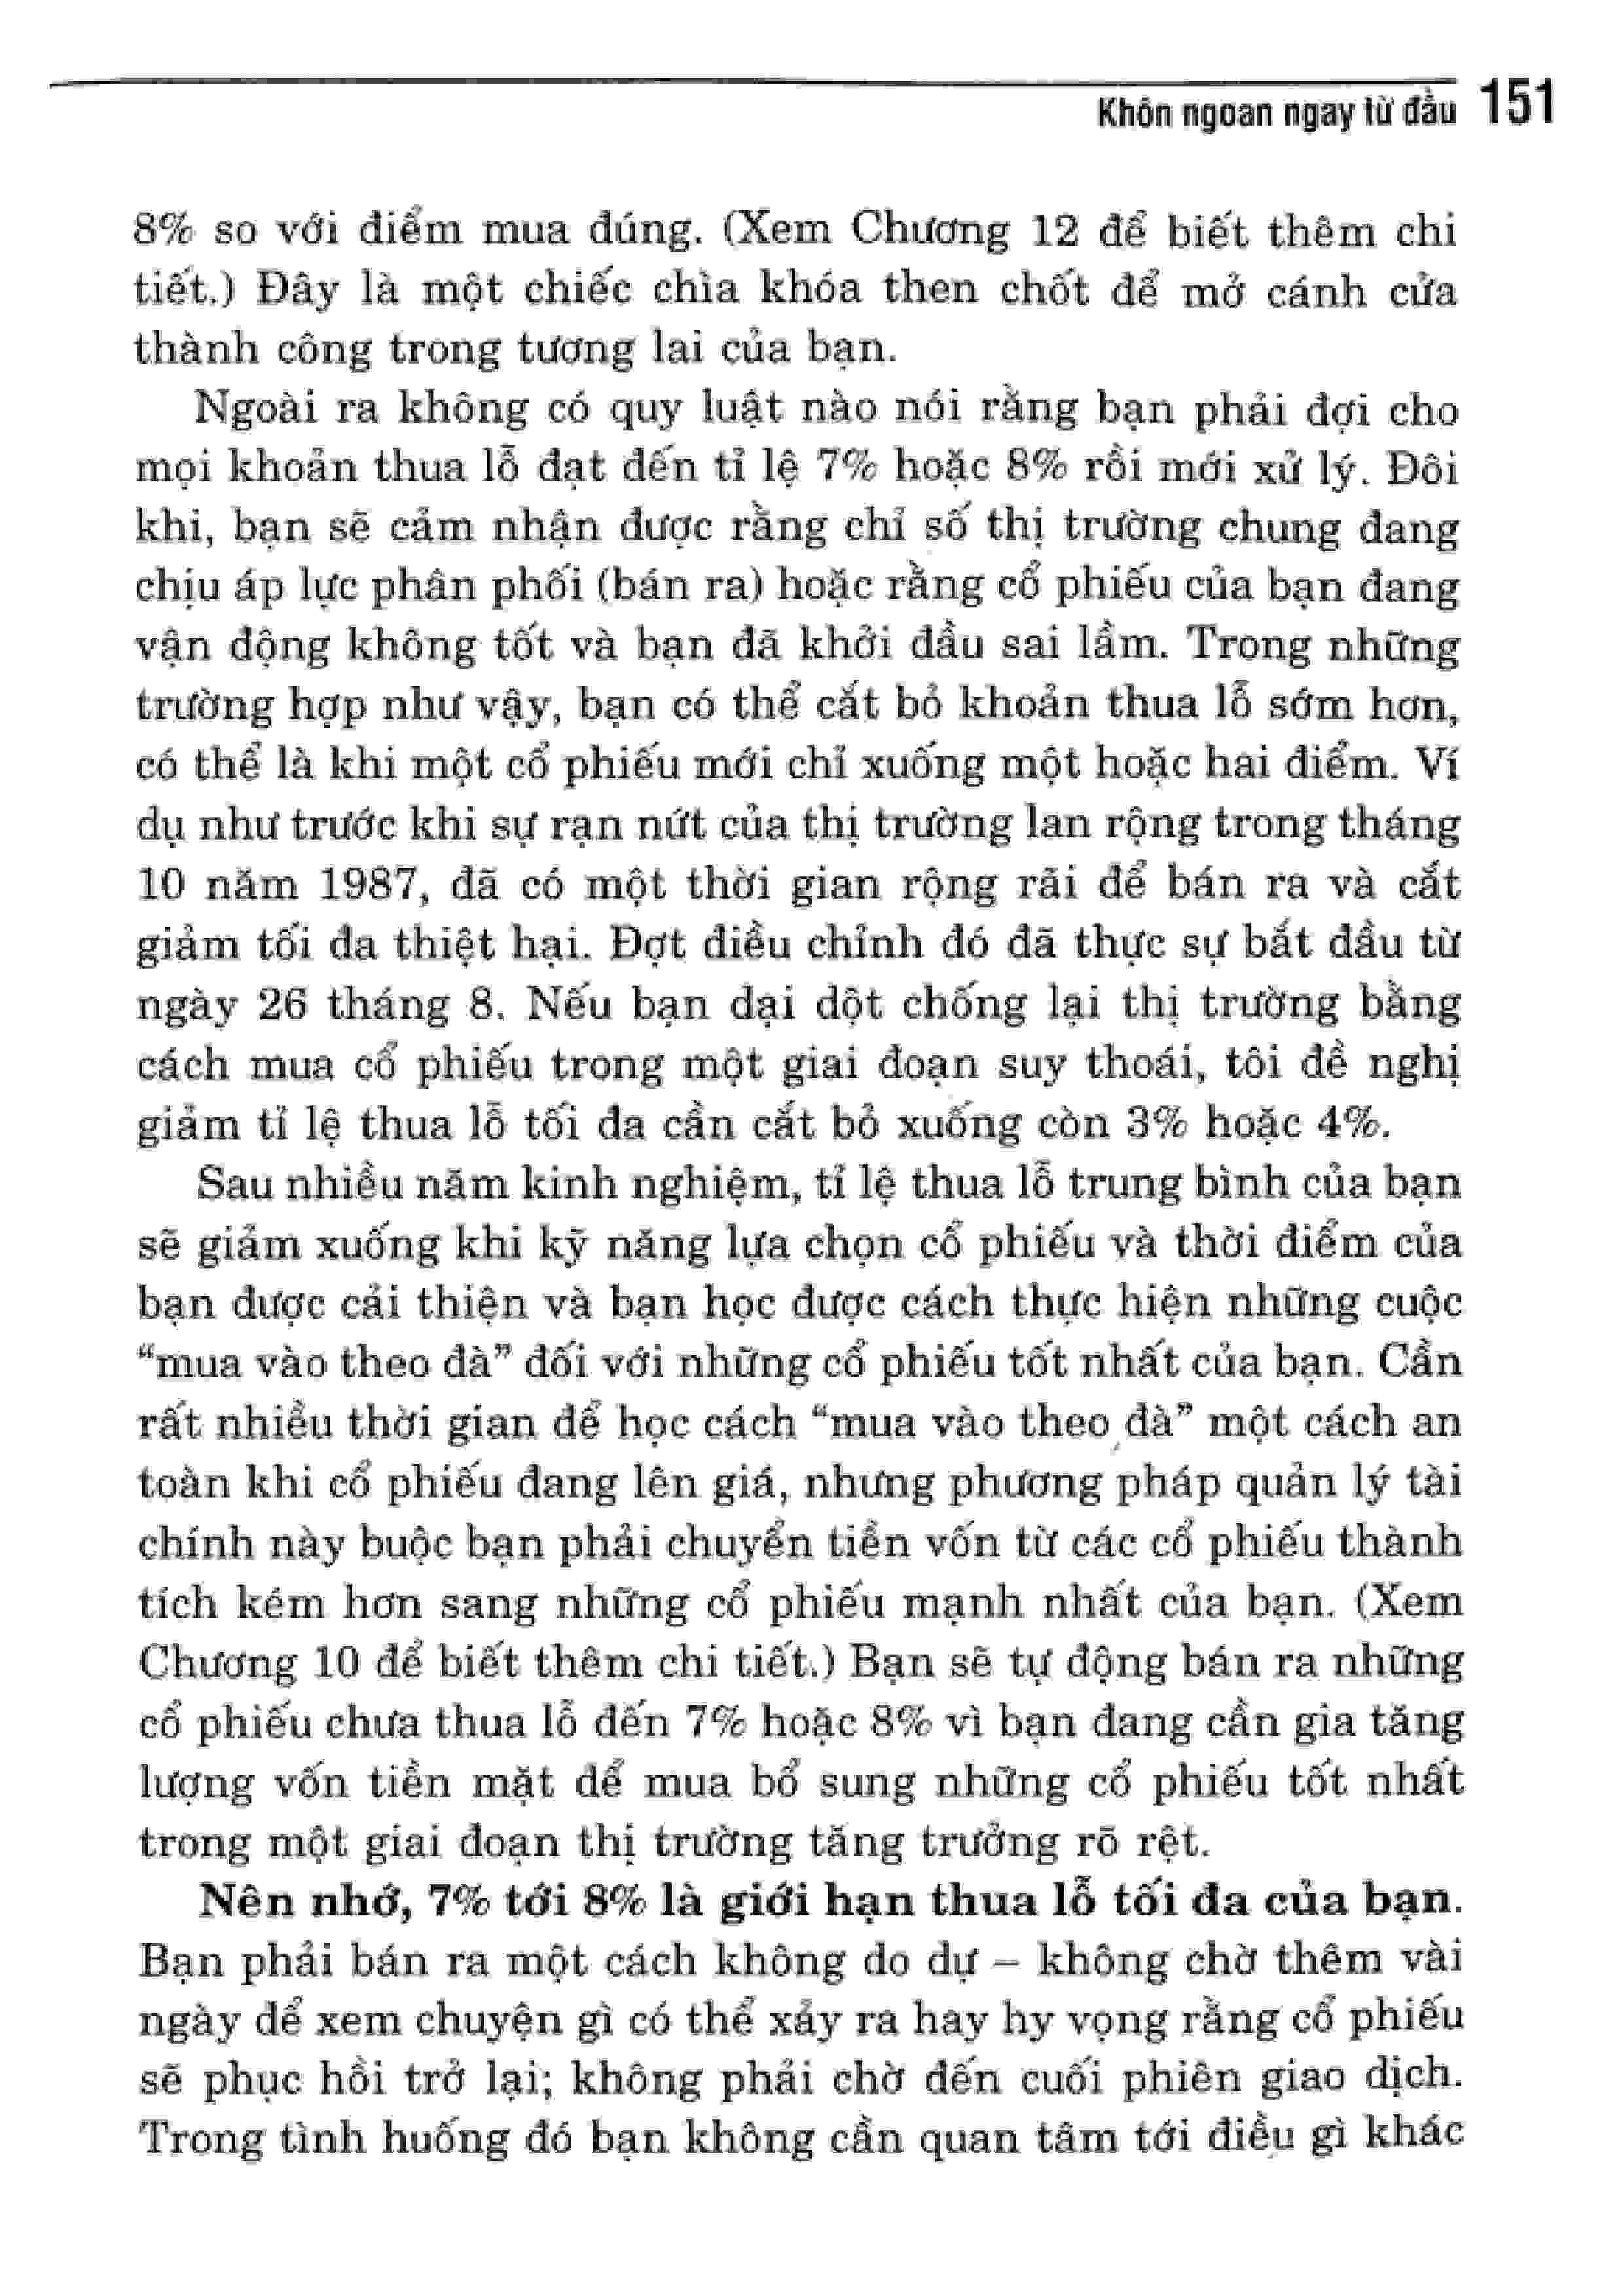 Khôn ngoan ngay từ đầu 151
8% so với điểm mua đúng. (Xem Chương 12 để biết thêm chi
tiết.) Đây là một chiếc chìa khóa then chốt để mở cánh cửa
thành công trong tương lai của bạn.
Ngoài ra không có quy luật nào nói rằng bạn phải đợi cho
mọi khoản thua lỗ đạt đến tỉ lệ 7% hoặc 8% rồi mới xử lý. Đôi
khi, bạn sẽ cảm nhận được rằng chỉ số thị trường chung đang
chịu áp lực phân phối (bán ra) hoặc rằng cổ phiếu của bạn đang
vận động không tốt và bạn đã khởi đầu sai lầm. Trong những
trường hợp như vậy, bạn có thể cắt bỏ khoản thua lỗ sớm hơn,
có thể là khi một cổ phiếu mới chỉ xuống một hoặc hai điểm. Ví
dụ như trước khi sự rạn nứt của thị trường lan rộng trong tháng
10 năm 1987, đã có một thời gian rộng rãi để bán ra và cắt
giảm tối đa thiệt hại. Đợt điều chỉnh đó đã thực sự bắt đầu từ
ngày 26 tháng 8. Nếu bạn dại dột chống lại thị trường bằng
cách mua cổ phiếu trong một giai đoạn suy thoái, tôi đề nghị
giảm tỉ lệ thua lỗ tối đa cần cắt bỏ xuống còn 3% hoặc 4%.
Sau nhiều năm kinh nghiệm, tỉ lệ thua lỗ trung bình của bạn
sẽ giảm xuống khi kỹ năng lựa chọn cổ phiếu và thời điểm của
bạn được cải thiện và bạn học được cách thực hiện những cuộc
“mua vào theo đà” đối với những cổ phiếu tốt nhất của bạn. Cần
rất nhiều thời gian để học cách “mua vào theo đà” một cách an
toàn khi cổ phiếu đang lên giá, nhưng phương pháp quản lý tài
chính này buộc bạn phải chuyển tiền vốn từ các cổ phiếu thành
tích kém hơn sang những cổ phiếu mạnh nhất của bạn. (Xem
Chương 10 để biết thêm chi tiết.) Bạn sẽ tự động bán ra những
cổ phiếu chưa thua lỗ đến 7% hoặc 8% vì bạn đang cần gia tăng
lượng vốn tiền mặt để mua bổ sung những cổ phiếu tốt nhất
trong một giai đoạn thị trường tăng trưởng rõ rệt.
Nên nhớ, 7% tới 8% là giới hạn thua lỗ tối đa của bạn.
Bạn phải bán ra một cách không do dự – không chờ thêm vài
ngày để xem chuyện gì có thể xảy ra hay hy vọng rằng cổ phiếu
sẽ phục hồi trở lại; không phải chờ đến cuối phiên giao dịch.
Trong tình huống đó bạn không cần quan tâm tới điều gì khác